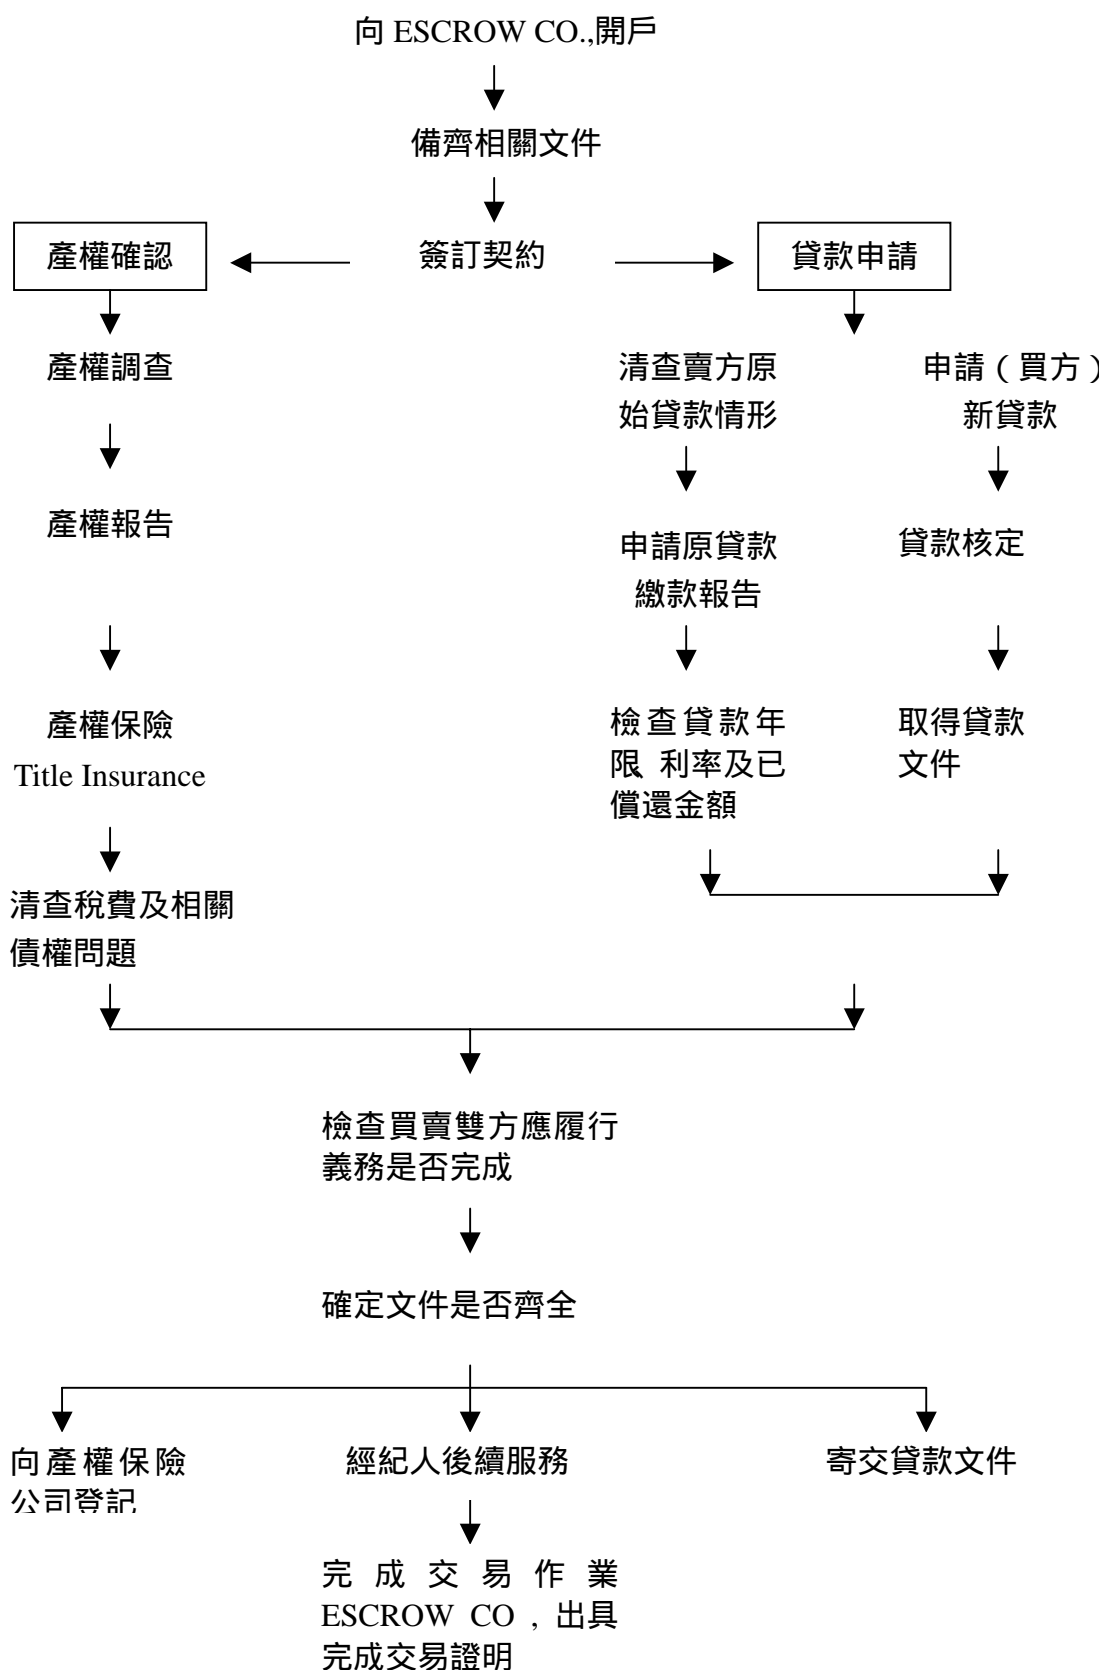 向 ESCROW CO.,開戶
備齊相關文件
產權確認
簽訂契約
貸款申請
產權調查
清查賣方原
始貸款情形
申請（買方）
新貸款
產權報告
申請原貸款
繳款報告
貸款核定
產權保險
Title Insurance
檢查貸款年
限、利率及已
償還金額
取得貸款
文件
清查稅費及相關
債權問題
檢查買賣雙方應履行
義務是否完成
確定文件是否齊全
向產權保險
公司登記
經紀人後續服務
寄交貸款文件
完成交易作業
ESCROW CO，出具
完成交易證明